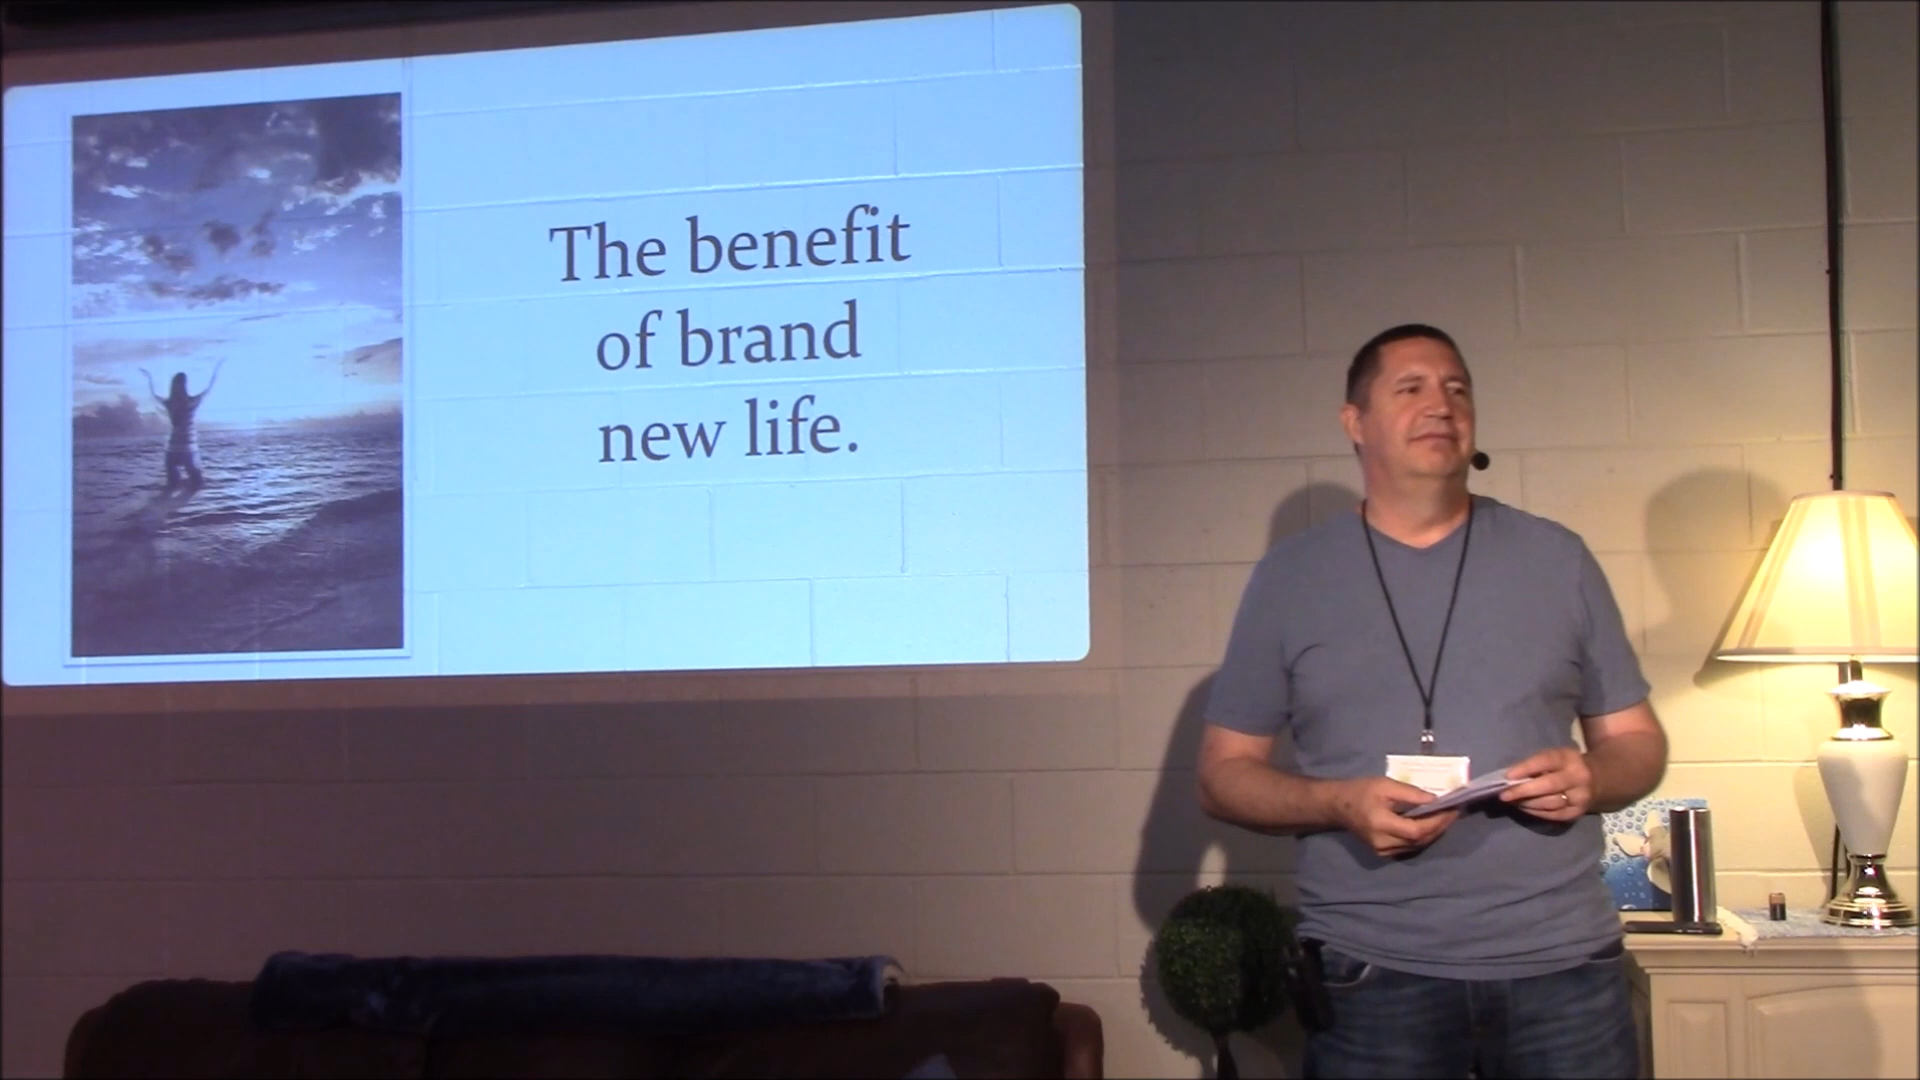 The benefit
of brand
new life.